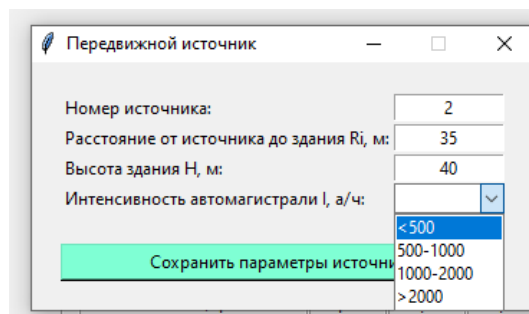 Передвижной источник
Номер источника: 2
Расстояние от источника до здания Ri, м: 35
Высота здания H, м: 40
Интенсивность автомагистрали I, а/ч:
<500
500-1000
1000-2000
>2000
Сохранить параметры источни